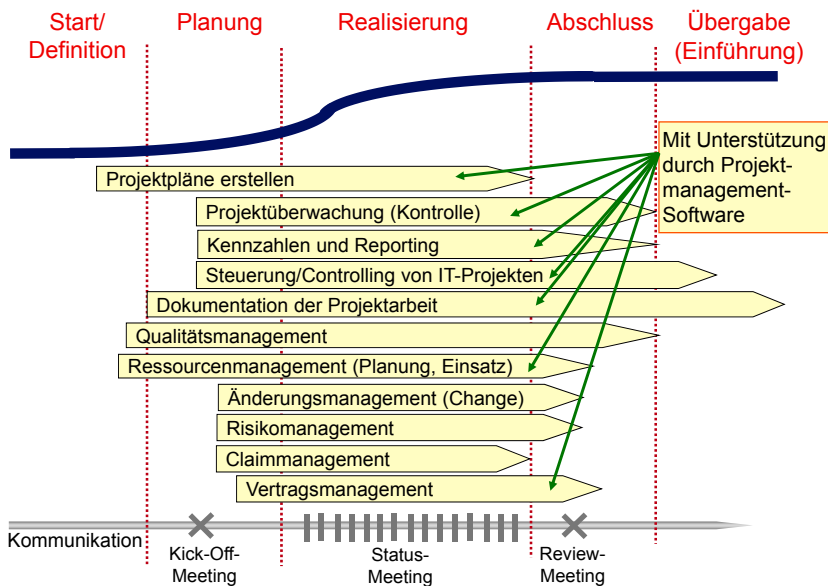 Start/
Definition
Planung
Realisierung
Abschluss
Übergabe
(Einführung)
Mit Unterstützung
durch Projekt-
management-
Software
Projektpläne erstellen
Projektüberwachung (Kontrolle)
Kennzahlen und Reporting
Steuerung/Controlling von IT-Projekten
Dokumentation der Projektarbeit
Qualitätsmanagement
Ressourcenmanagement (Planung, Einsatz)
Änderungsmanagement (Change)
Risikomanagement
Claimmanagement
Vertragsmanagement
Kommunikation
Kick-Off-
Meeting
Status-
Meeting
Review-
Meeting